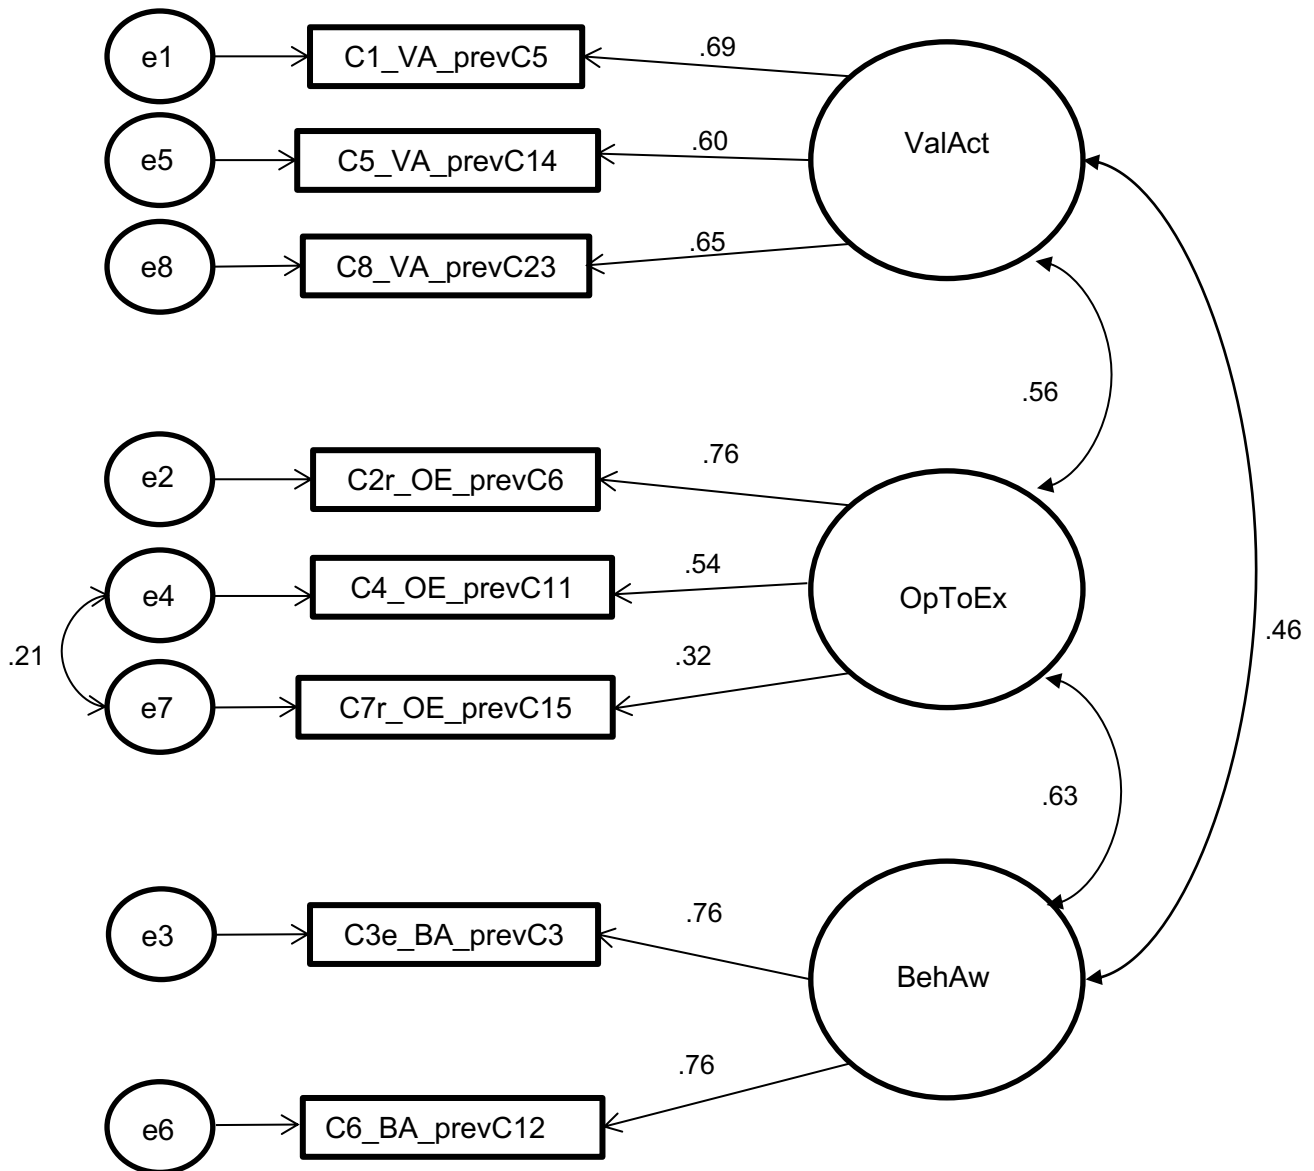 e1
C1_VA_prevC5
.69
ValAct
e5
C5_VA_prevC14
.60
e8
C8_VA_prevC23
.65
.56
e2
C2r_OE_prevC6
.76
OpToEx
e4
C4_OE_prevC11
.54
.21
e7
C7r_OE_prevC15
.32
.46
.63
e3
C3e_BA_prevC3
.76
BehAw
e6
C6_BA_prevC12
.76